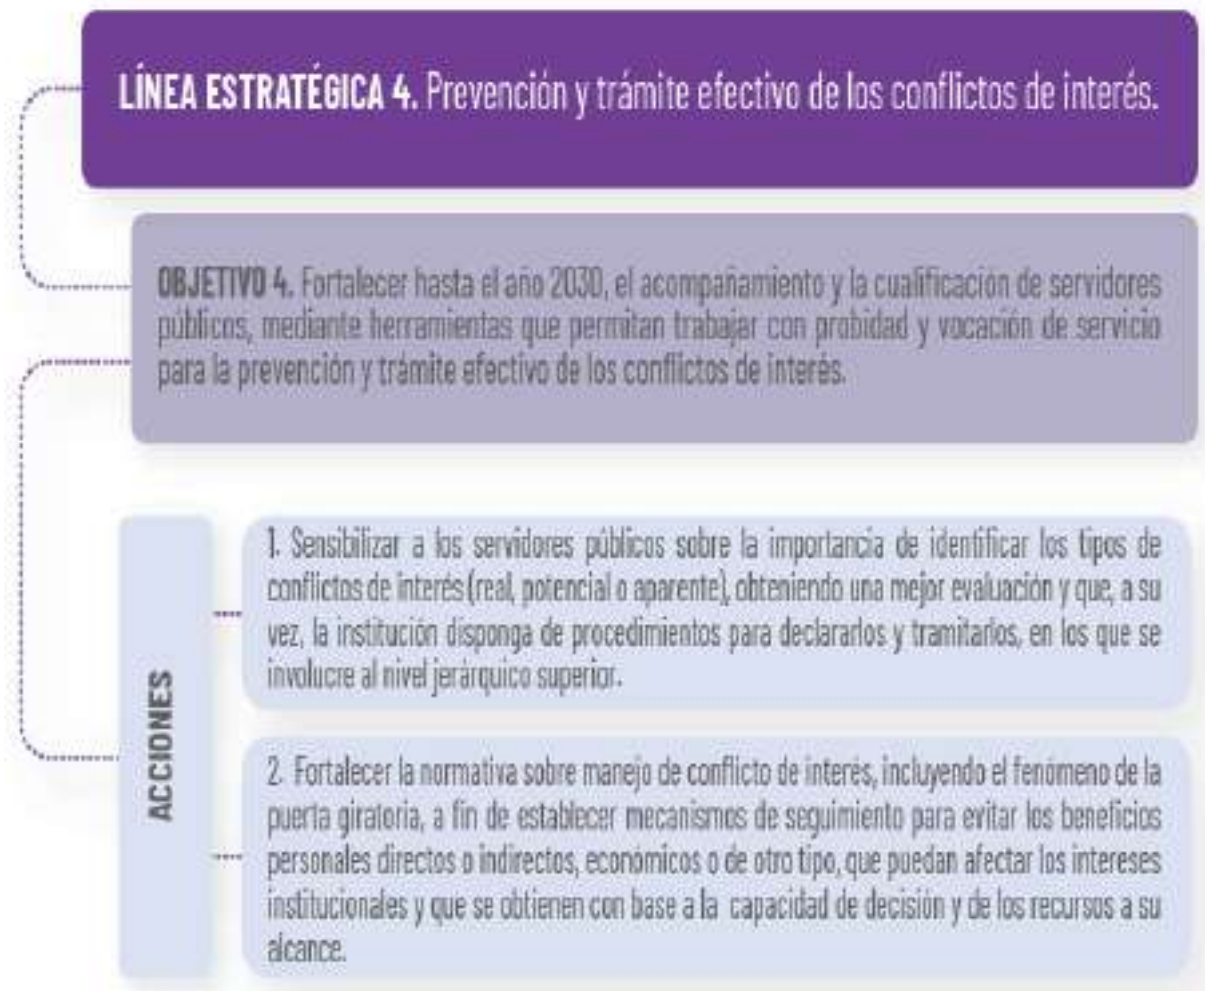 LÍNEA ESTRATÉGICA 4. Prevención y trámite efectivo de los conflictos de interés.
OBJETIVO 4. Fortalecer hasta el año 2030, el acompañamiento y la cualificación de servidores
públicos, mediante herramientas que permitan trabajar con probidad y vocación de servicio
para la prevención y trámite efectivo de los conflictos de interés.
ACCIONES
1. Sensibilizar a los servidores públicos sobre la importancia de identificar los tipos de
conflictos de interés (real, potencial o aparente), obteniendo una mejor evaluación y que, a su
vez, la institución disponga de procedimientos para declararlos y tramitarlos, en los que se
involucre al nivel jerárquico superior.
2. Fortalecer la normativa sobre manejo de conflicto de interés, incluyendo el fenómeno de la
puerta giratoria, a fin de establecer mecanismos de seguimiento para evitar los beneficios
personales directos o indirectos, económicos o de otro tipo, que puedan afectar los intereses
institucionales y que se obtienen con base a la capacidad de decisión y de los recursos a su
alcance.